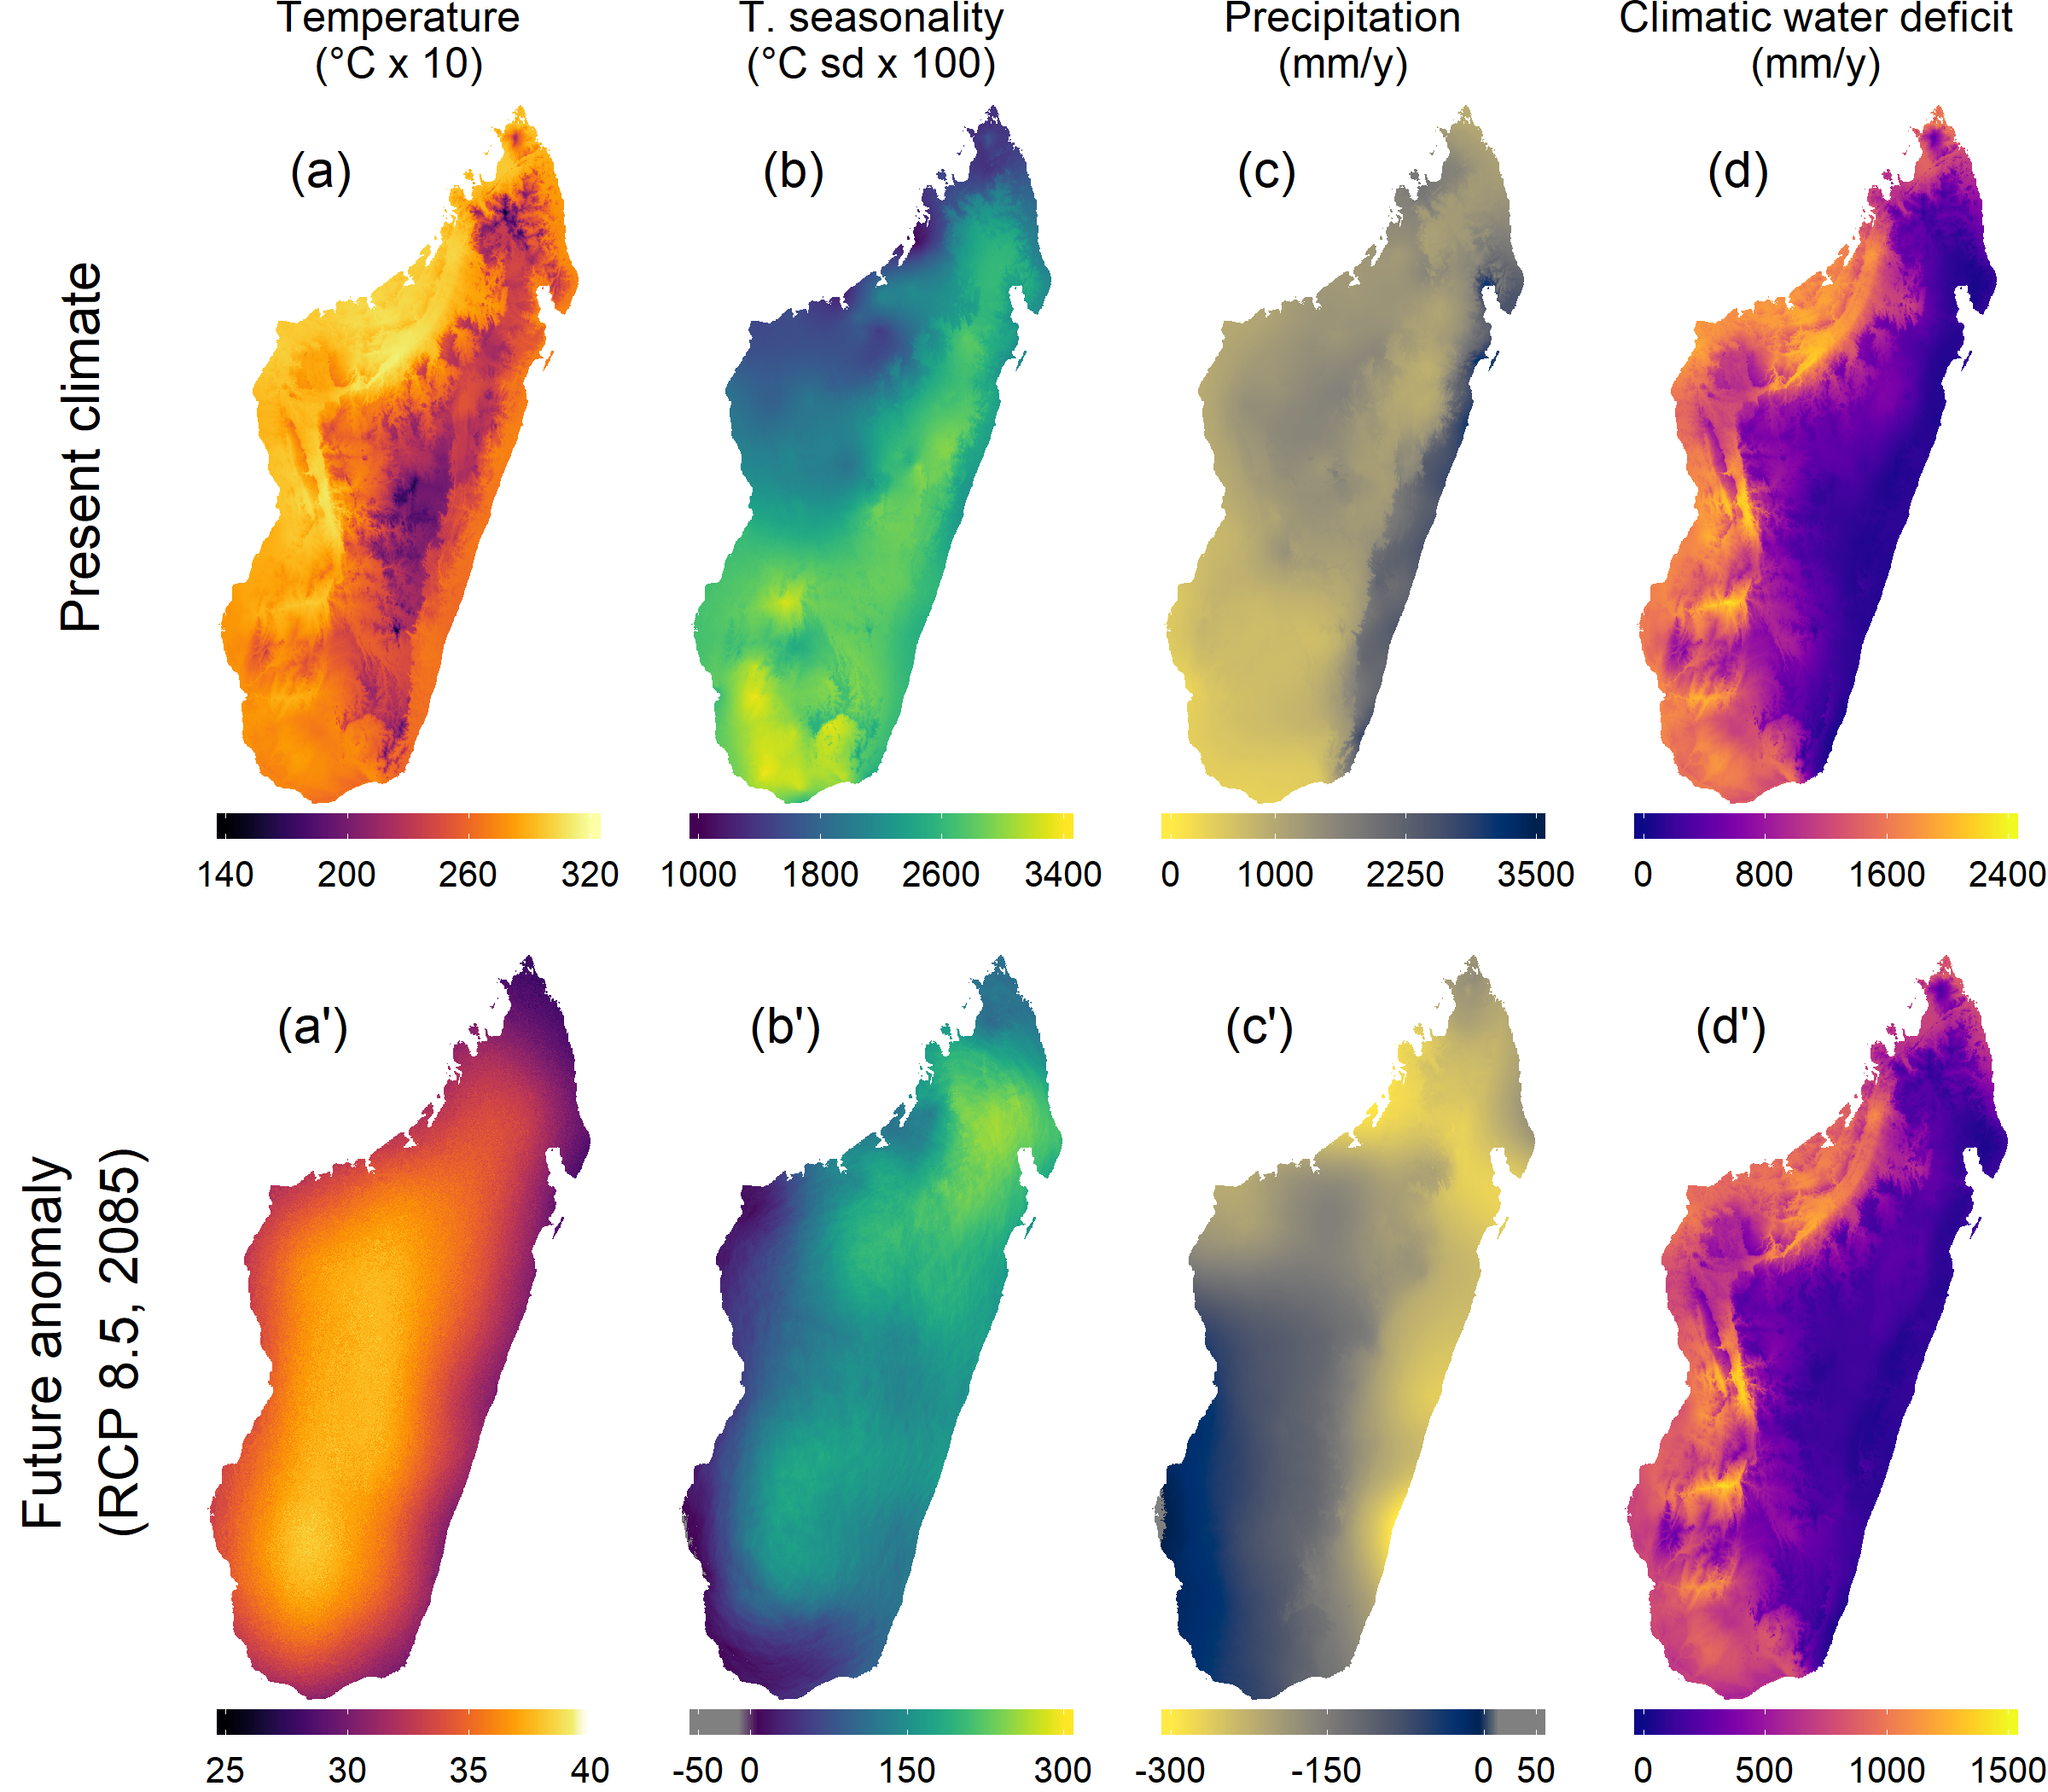 Temperature
(°C x 10)
T. seasonality
(°C sd x 100)
Precipitation
(mm/y)
Climatic water deficit
(mm/y)
Present climate
(a)
(b)
(c)
(d)
140 200 260 320
1000 1800 2600 3400
0 1000 2250 3500
0 800 1600 2400
Future anomaly
(RCP 8.5, 2085)
(a')
(b')
(c')
(d')
25 30 35 40
-50 0 150 300
-300 -150 0 50
0 500 1000 1500